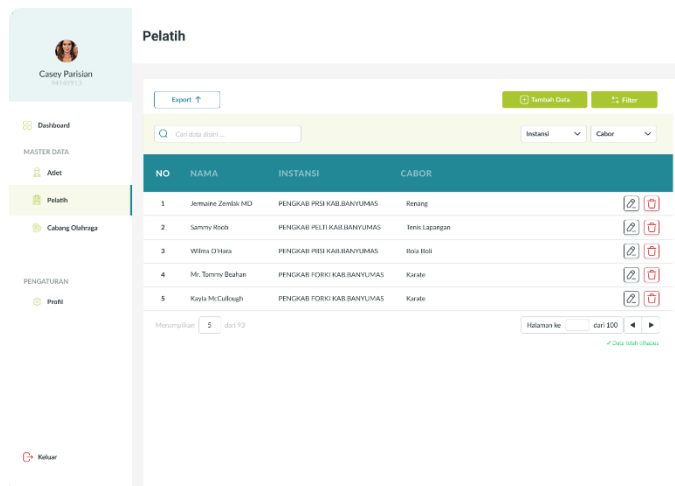 Pelatih
Casey Parisian
Export ↑
Tambah Data
Filter
Cari data disini ...
Instansi
Cabor
Dashboard
MASTER DATA
Atlet
Pelatih
Cabang Olahraga
PENGATURAN
Profil
Keluar
NO NAMA INSTANSI CABOR
1 Jermaine Zemlak MD PENGKAB PRSI KAB.BANYUMAS Renang
2 Sammy Roob PENGKAB PELTI KAB.BANYUMAS Tenis Lapangan
3 Wilma O'Hara PENGKAB PBSI KAB.BANYUMAS Bola Boli
4 Mr. Tommy Beahan PENGKAB FORKI KAB.BANYUMAS Karate
5 Kayla McCullough PENGKAB FORKI KAB.BANYUMAS Karate
Menampilkan 5 dari 93
Halaman ke dari 100
✓ Data telah dihapus